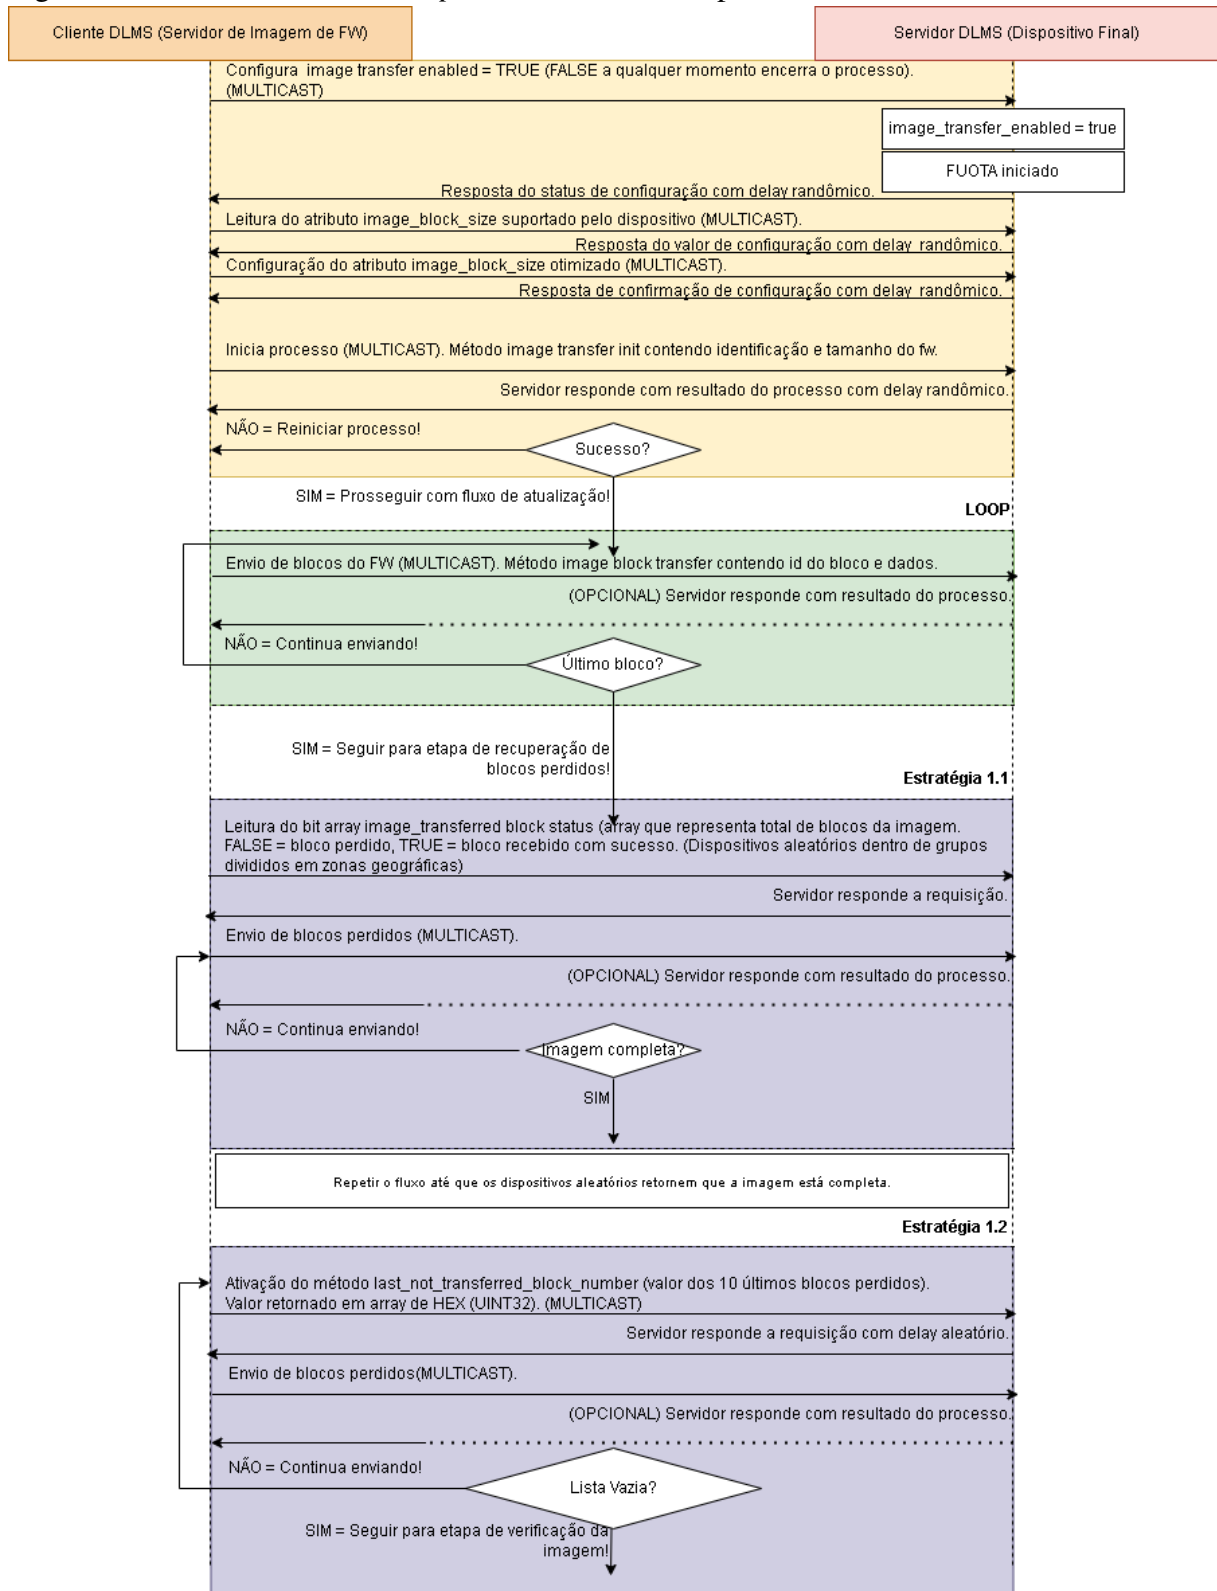 Cliente DLMS (Servidor de Imagem de FW)
Servidor DLMS (Dispositivo Final)
Configura image transfer enabled = TRUE (FALSE a qualquer momento encerra o processo).
(MULTICAST)
image_transfer_enabled = true
FUOTA iniciado
Resposta do status de configuração com delay randômico.
Leitura do atributo image_block_size suportado pelo dispositivo (MULTICAST).
Resposta do valor de configuração com delay randômico.
Configuração do atributo image_block_size otimizado (MULTICAST).
Resposta de confirmação de configuração com delay randômico.
Inicia processo (MULTICAST). Método image transfer init contendo identificação e tamanho do fw.
Servidor responde com resultado do processo com delay randômico.
NÃO = Reiniciar processo!
Sucesso?
SIM = Prosseguir com fluxo de atualização!
LOOP
Envio de blocos do FW (MULTICAST). Método image block transfer contendo id do bloco e dados.
(OPCIONAL) Servidor responde com resultado do processo.
NÃO = Continua enviando!
Último bloco?
SIM = Seguir para etapa de recuperação de
blocos perdidos!
Estratégia 1.1
Leitura do bit array image_transferred block status (array que representa total de blocos da imagem.
FALSE = bloco perdido, TRUE = bloco recebido com sucesso. (Dispositivos aleatórios dentro de grupos
divididos em zonas geográficas)
Servidor responde a requisição.
Envio de blocos perdidos (MULTICAST).
(OPCIONAL) Servidor responde com resultado do processo.
NÃO = Continua enviando!
Imagem completa?
SIM
Repetir o fluxo até que os dispositivos aleatórios retornem que a imagem está completa.
Estratégia 1.2
Ativação do método last_not_transferred_block_number (valor dos 10 últimos blocos perdidos).
Valor retornado em array de HEX (UINT32). (MULTICAST)
Servidor responde a requisição com delay aleatório.
Envio de blocos perdidos(MULTICAST).
(OPCIONAL) Servidor responde com resultado do processo.
NÃO = Continua enviando!
Lista Vazia?
SIM = Seguir para etapa de verificação da
imagem!